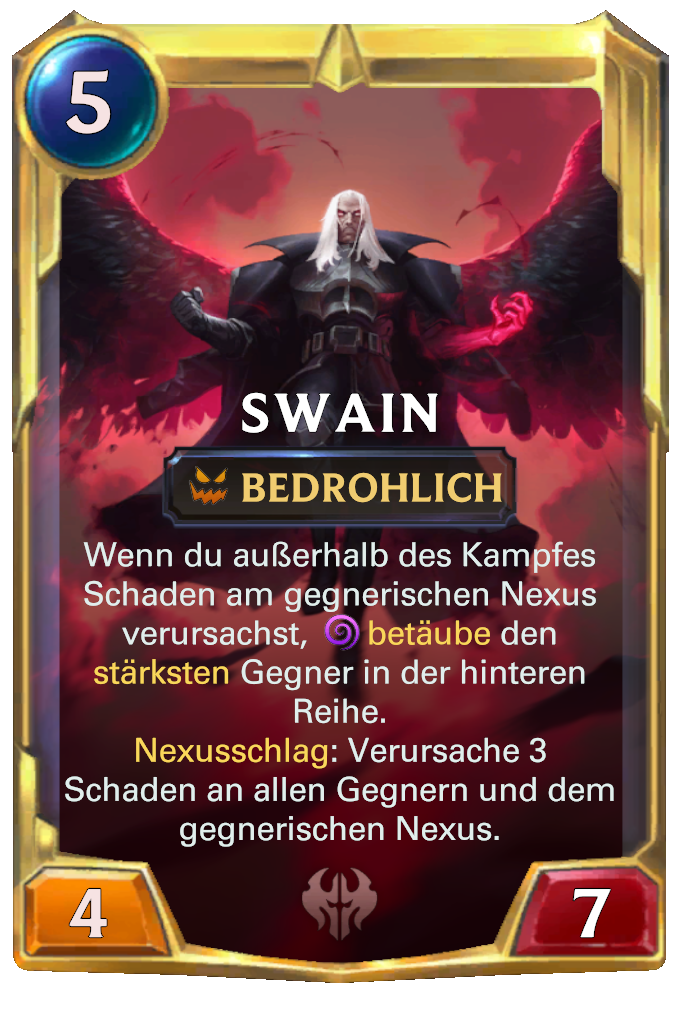 5
SWAIN
BEDROHLICH
Wenn du außerhalb des Kampfes
Schaden am gegnerischen Nexus
verursachst, betäube den
stärksten Gegner in der hinteren
Reihe.
Nexusschlag: Verursache 3
Schaden an allen Gegnern und dem
gegnerischen Nexus.
4
7